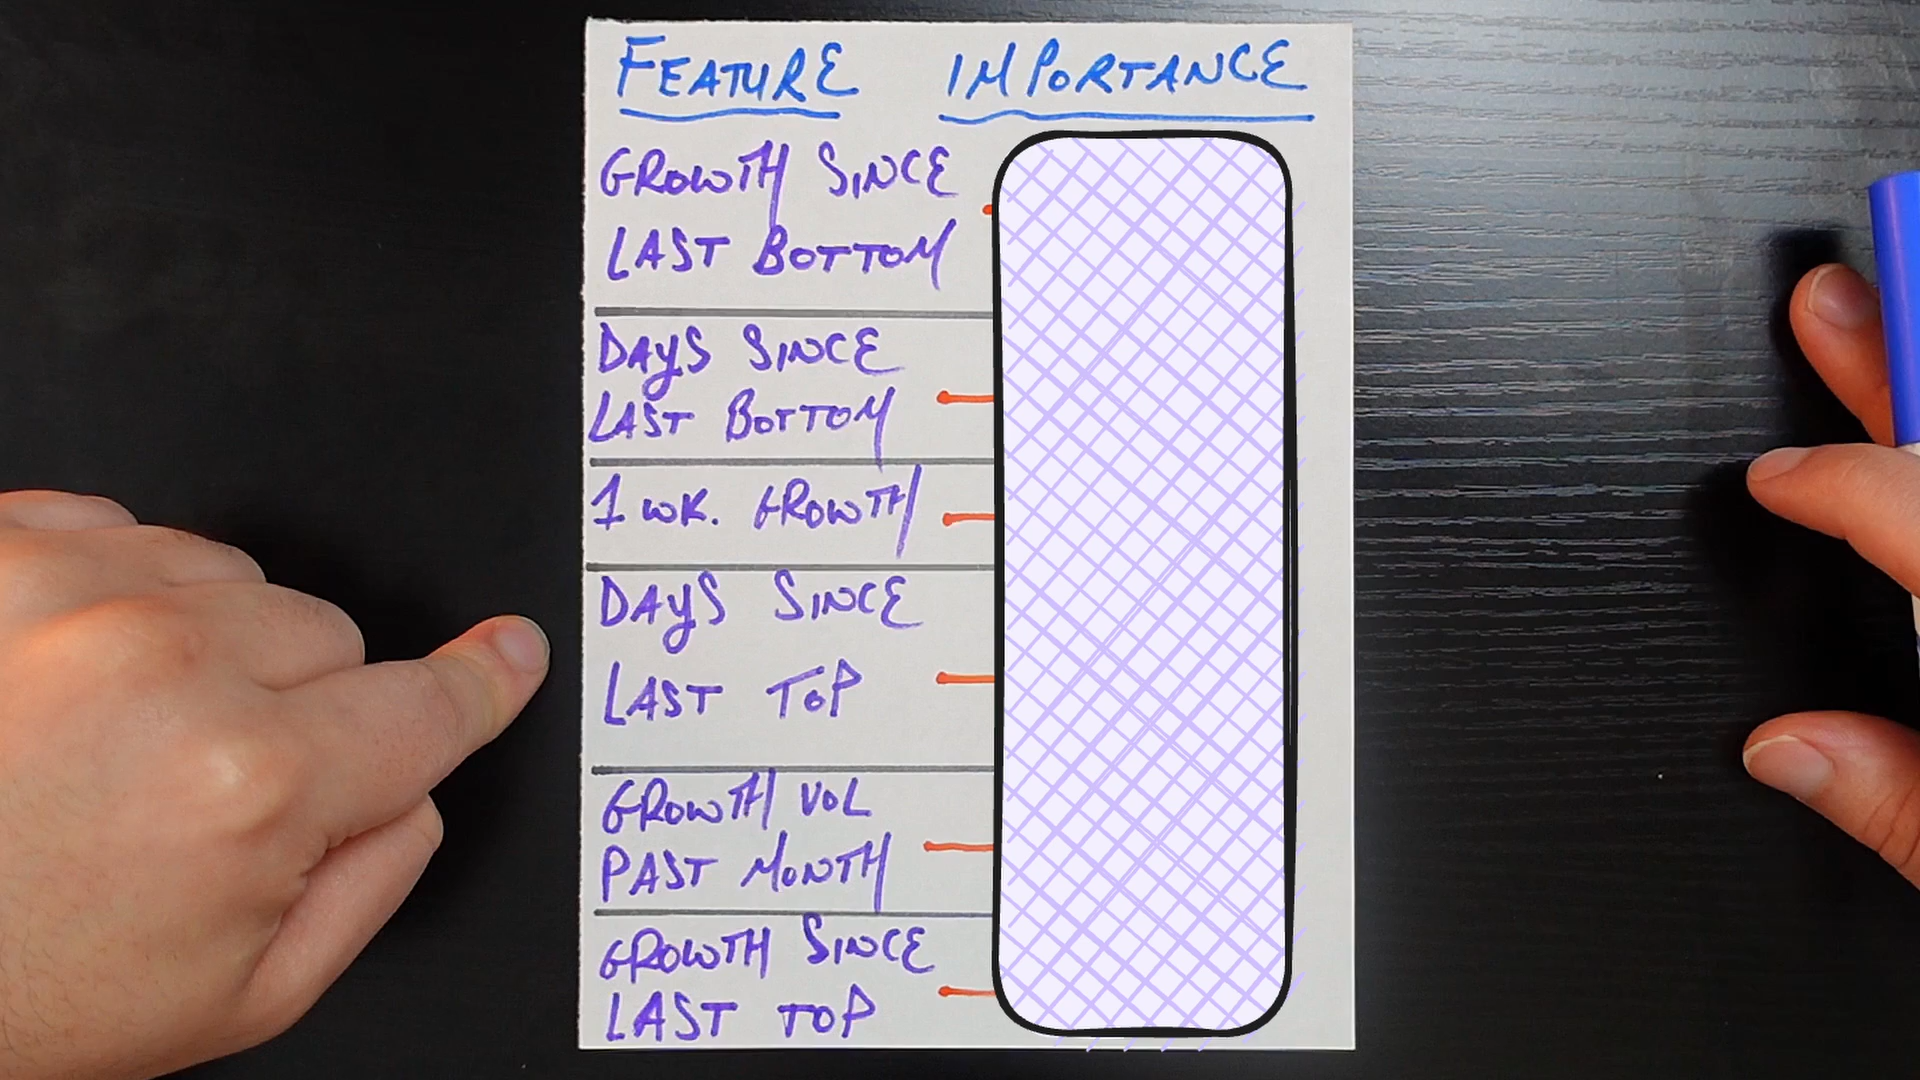 FEATURE IMPORTANCE
GROWTH SINCE
LAST BOTTOM
DAYS SINCE
LAST BOTTOM
1 WK. GROWTH
DAYS SINCE
LAST TOP
GROWTH VOL
PAST MONTH
GROWTH SINCE
LAST TOP